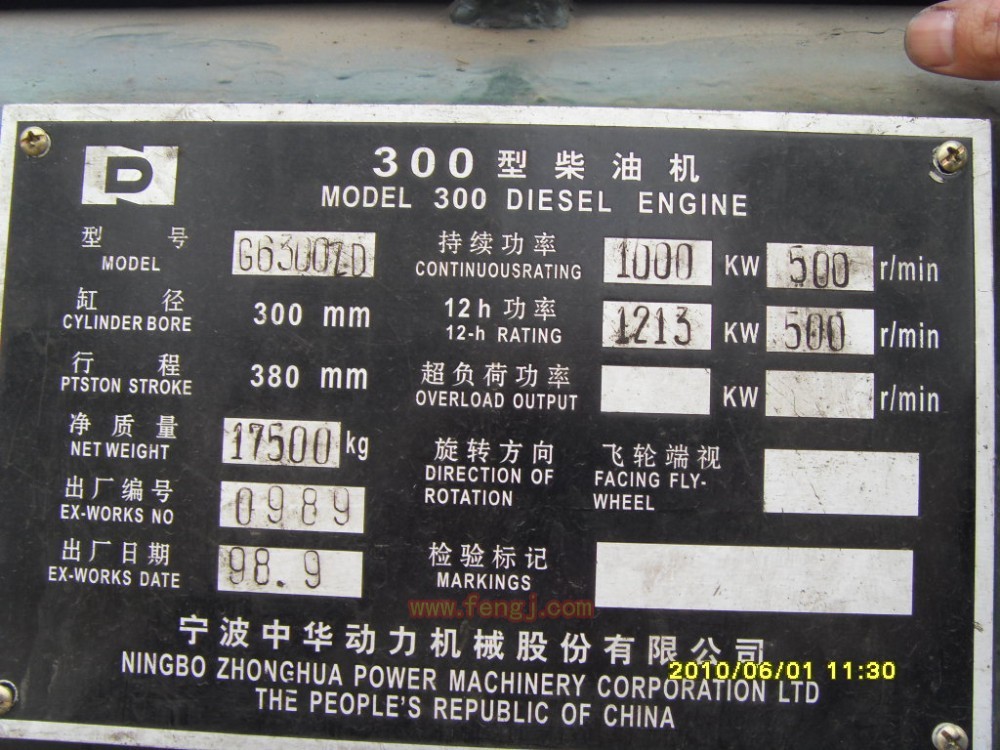 300型柴油机
MODEL 300 DIESEL ENGINE
型号 G6300ZD
MODEL
缸径 300 mm
CYLINDER BORE
行程 380 mm
PTSTON STROKE
净质量 17500 kg
NET WEIGHT
出厂编号 0989
EX-WORKS NO
出厂日期 98.9
EX-WORKS DATE
持续功率 1000 KW 500 r/min
CONTINUOUSRATING
12h功率 1213 KW 500 r/min
12-h RATING
超负荷功率 KW r/min
OVERLOAD OUTPUT
旋转方向 飞轮端视
DIRECTION OF FACING FLY-
ROTATION WHEEL
检验标记
MARKINGS
www.fengj.com
宁波中华动力机械股份有限公司
NINGBO ZHONGHUA POWER MACHINERY CORPORATION LTD
THE PEOPLE'S REPUBLIC OF CHINA
2010/06/01 11:30